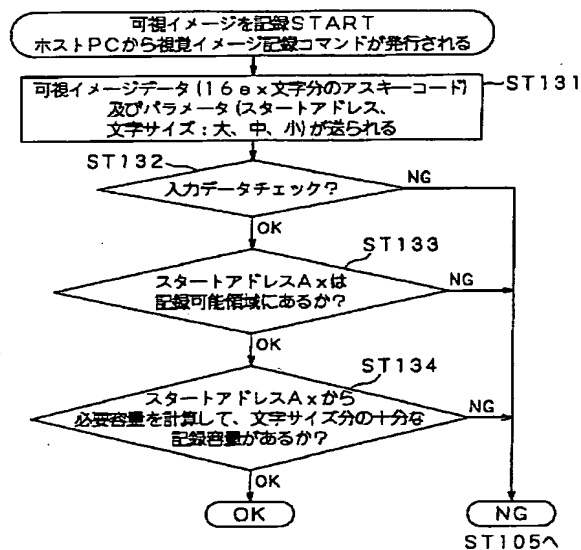 可視イメージを記録START
ホストPCから視覚イメージ記録コマンドが発行される
可視イメージデータ(16ex文字分のアスキーコード)
及びパラメータ(スタートアドレス、
文字サイズ:大、中、小)が送られる
ST131
ST132
入力データチェック?
NG
OK
ST133
スタートアドレスAxは
記録可能領域にあるか?
NG
OK
ST134
スタートアドレスAxから
必要容量を計算して、文字サイズ分の十分な
記録容量があるか?
NG
OK
OK
NG
ST105へ